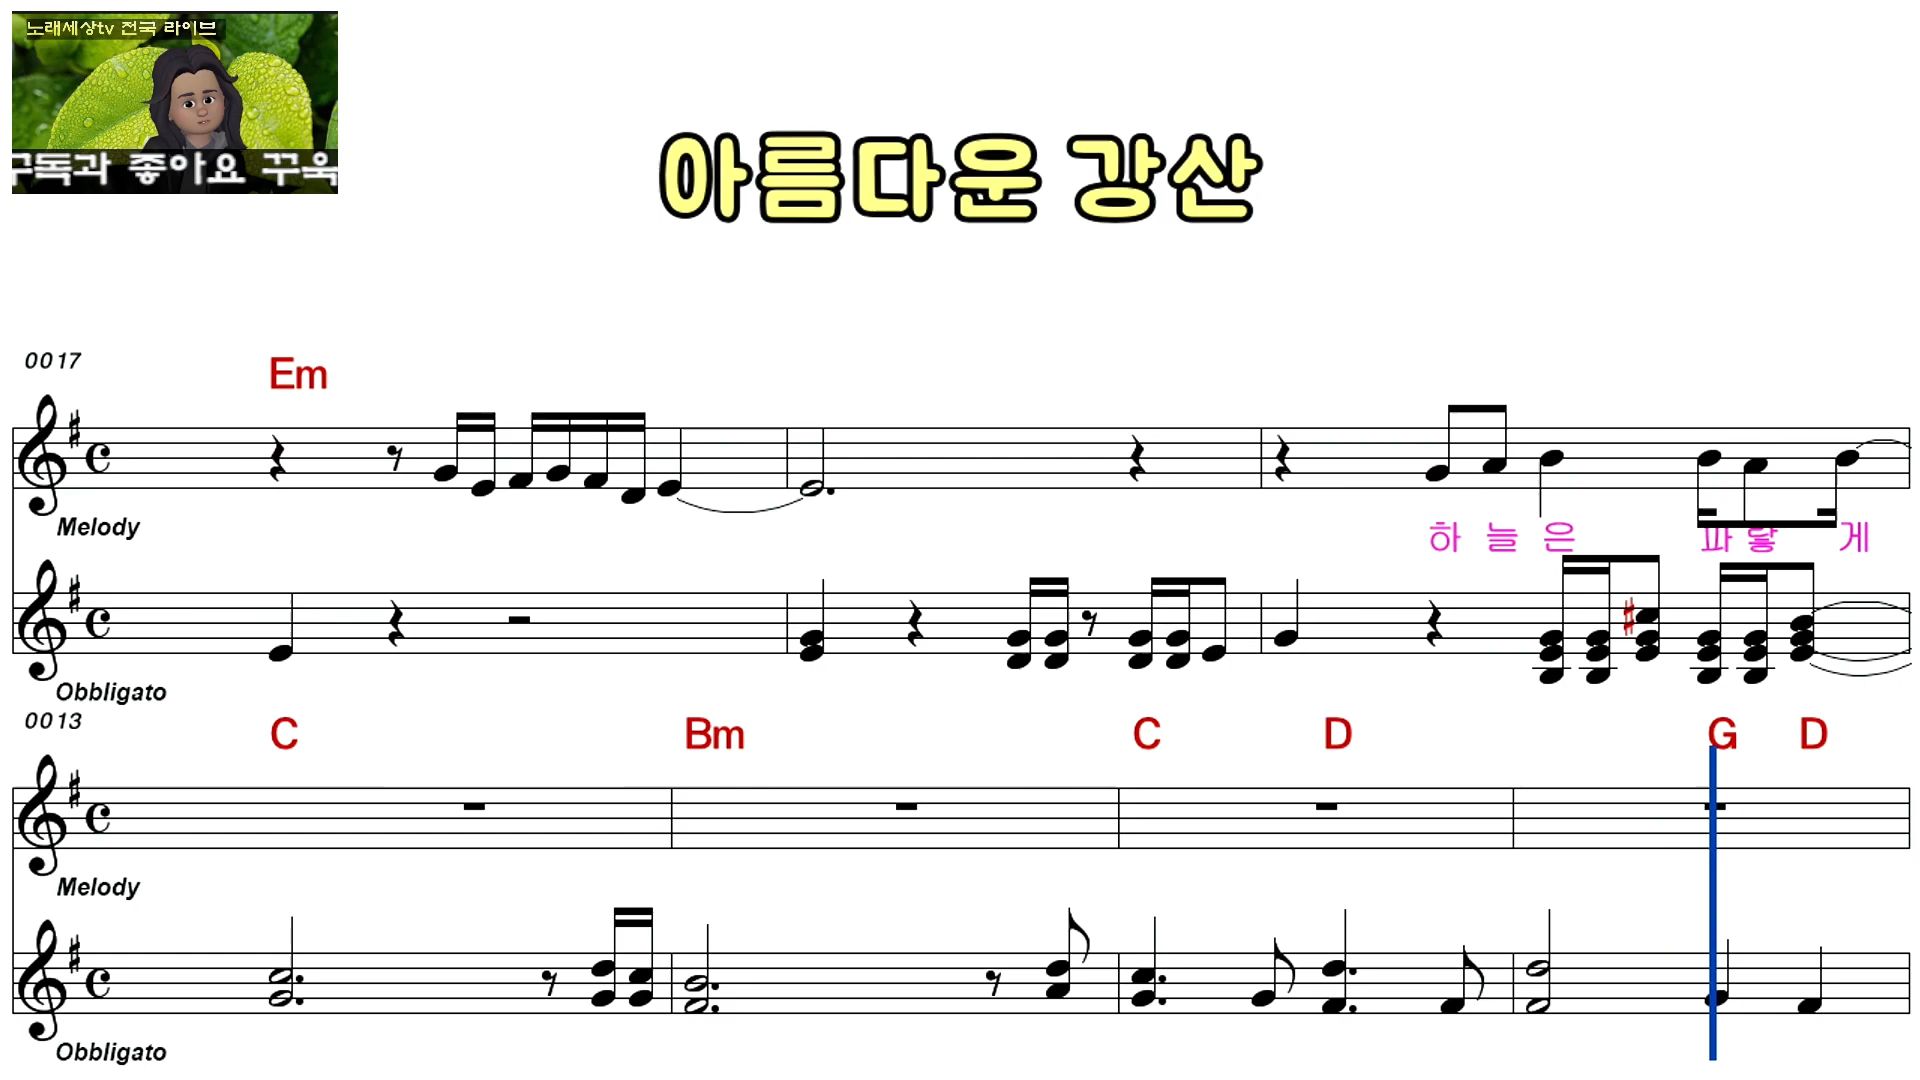 노래세상tv 전국 라이브
구독과 좋아요 꾸욱
아름다운 강산
0017
Em
Melody
하 늘 은 파 랗 게
Obbligato
0013
C Bm C D G D
Melody
Obbligato